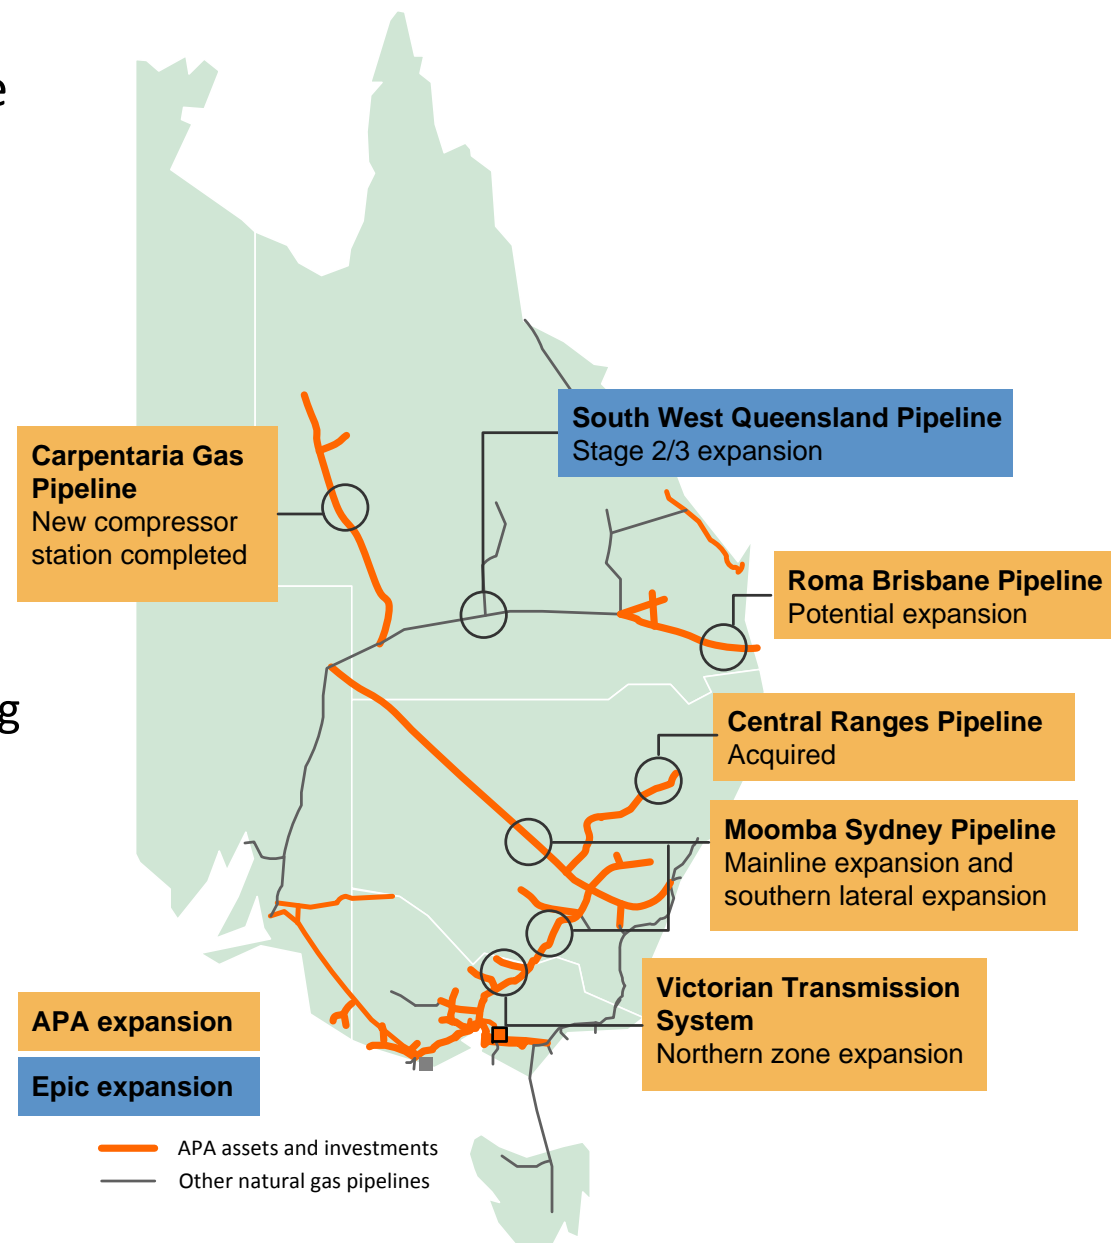 e
South West Queensland Pipeline
Stage 2/3 expansion
Carpentaria Gas
Pipeline
New compressor
station completed
Roma Brisbane Pipeline
Potential expansion
g
Central Ranges Pipeline
Acquired
Moomba Sydney Pipeline
Mainline expansion and
southern lateral expansion
Victorian Transmission
System
Northern zone expansion
APA expansion
Epic expansion
APA assets and investments
Other natural gas pipelines